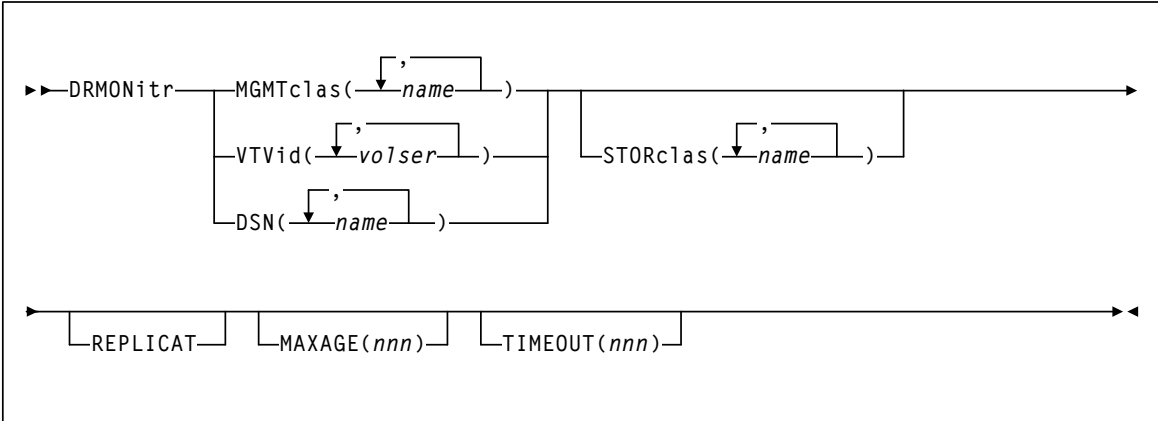 ,
DRMONitr MGMTclas( name )
, ,
VTVid( volser ) STORclas( name )
,
DSN( name )
REPLICAT MAXAGE(nnn) TIMEOUT(nnn)